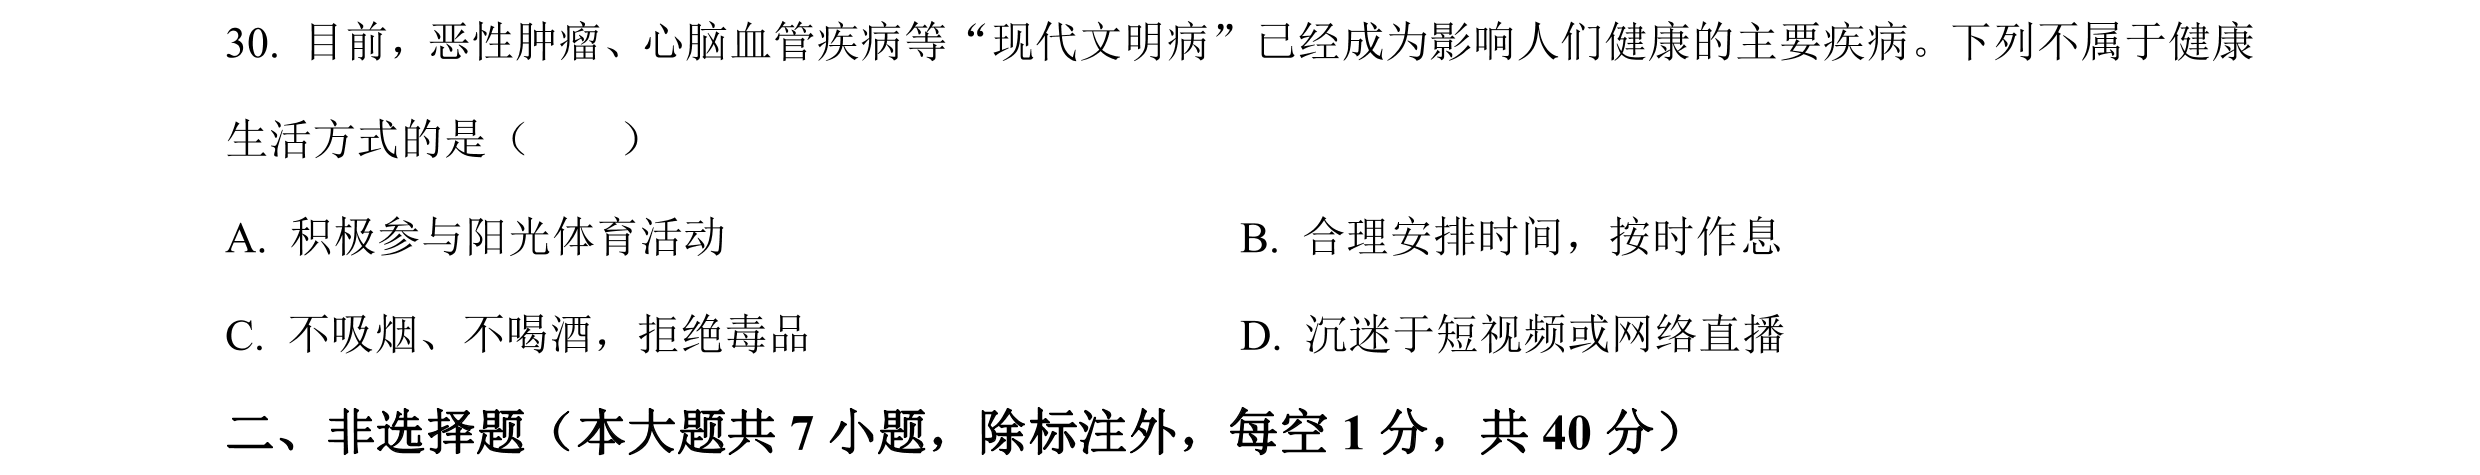 30. 目前，恶性肿瘤、心脑血管疾病等“现代文明病”已经成为影响人们健康的主要疾病。下列不属于健康
生活方式的是（　　）
A. 积极参与阳光体育活动　　B. 合理安排时间，按时作息
C. 不吸烟、不喝酒，拒绝毒品　　D. 沉迷于短视频或网络直播
二、非选择题（本大题共 7 小题，除标注外，每空 1 分，共 40 分）